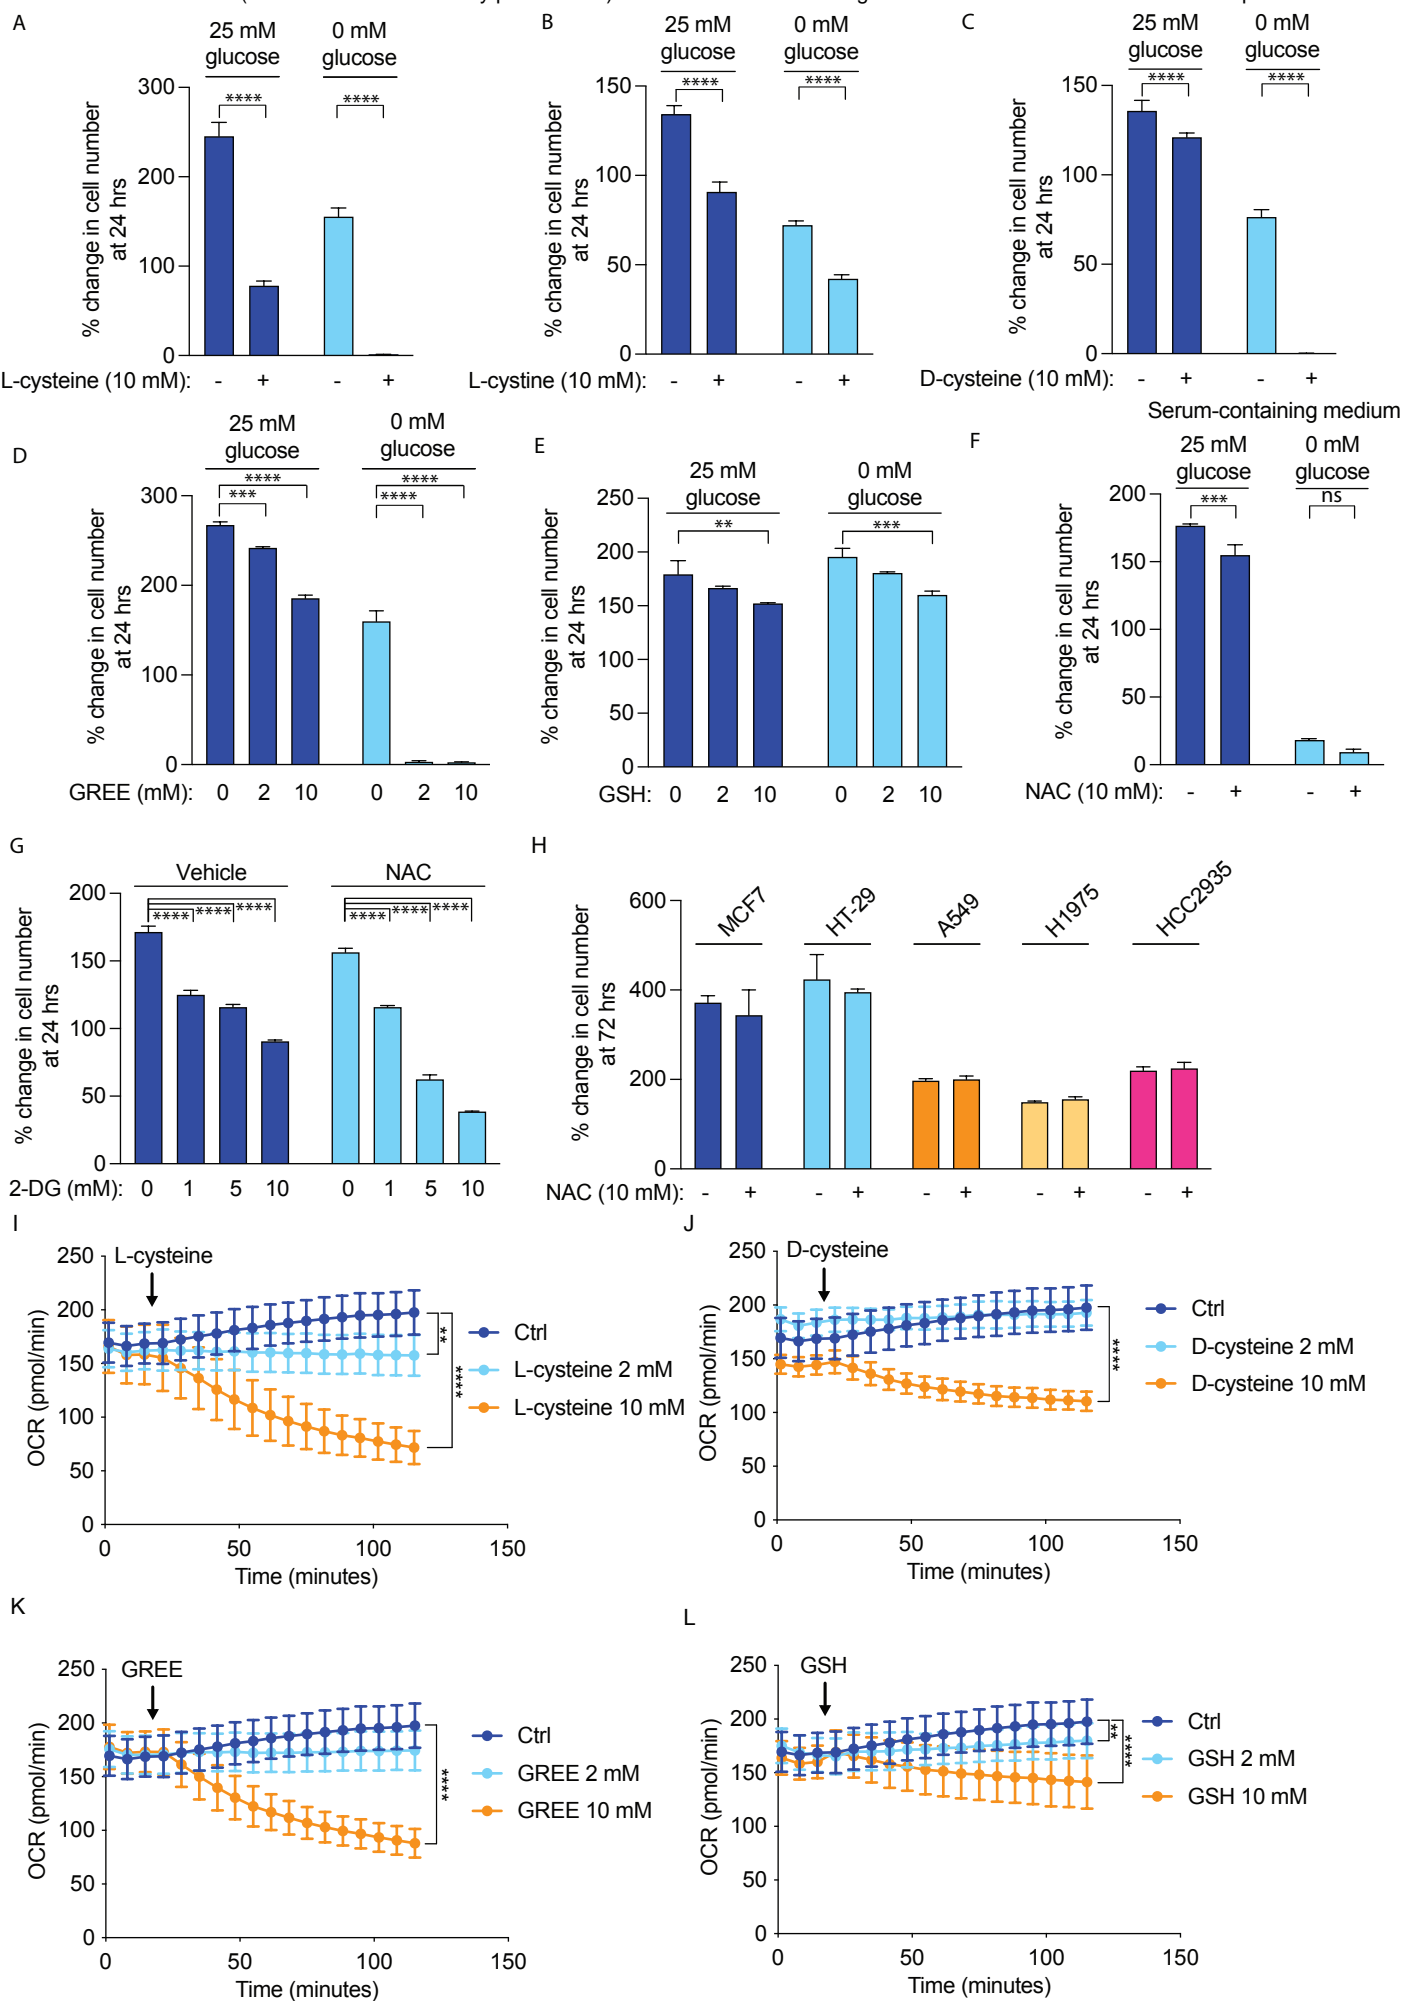 A
25 mM
glucose
0 mM
glucose
****
****
300
200
100
0
% change in cell number
at 24 hrs
L-cysteine (10 mM):
- + - +
B
25 mM
glucose
0 mM
glucose
****
****
150
100
50
0
% change in cell number
at 24 hrs
L-cystine (10 mM):
- + - +
C
25 mM
glucose
0 mM
glucose
****
****
150
100
50
0
% change in cell number
at 24 hrs
D-cysteine (10 mM):
- + - +
D
25 mM
glucose
0 mM
glucose
****
***
****
****
300
200
100
0
% change in cell number
at 24 hrs
GREE (mM):
0 2 10 0 2 10
E
25 mM
glucose
0 mM
glucose
**
***
250
200
150
100
50
0
% change in cell number
at 24 hrs
GSH:
0 2 10 0 2 10
Serum-containing medium
F
25 mM
glucose
0 mM
glucose
***
ns
200
150
100
50
0
% change in cell number
at 24 hrs
NAC (10 mM):
- + - +
G
Vehicle
NAC
**** **** ****
**** **** ****
200
150
100
50
0
% change in cell number
at 24 hrs
2-DG (mM):
0 1 5 10 0 1 5 10
H
MCF7
HT-29
A549
H1975
HCC2935
600
400
200
0
% change in cell number
at 72 hrs
NAC (10 mM):
- + - + - + - + - +
I
L-cysteine
250
200
150
100
50
0
OCR (pmol/min)
0 50 100 150
Time (minutes)
**
****
Ctrl
L-cysteine 2 mM
L-cysteine 10 mM
J
D-cysteine
250
200
150
100
50
0
OCR (pmol/min)
0 50 100 150
Time (minutes)
****
Ctrl
D-cysteine 2 mM
D-cysteine 10 mM
K
GREE
250
200
150
100
50
0
OCR (pmol/min)
0 50 100 150
Time (minutes)
****
Ctrl
GREE 2 mM
GREE 10 mM
L
GSH
250
200
150
100
50
0
OCR (pmol/min)
0 50 100 150
Time (minutes)
**
****
Ctrl
GSH 2 mM
GSH 10 mM